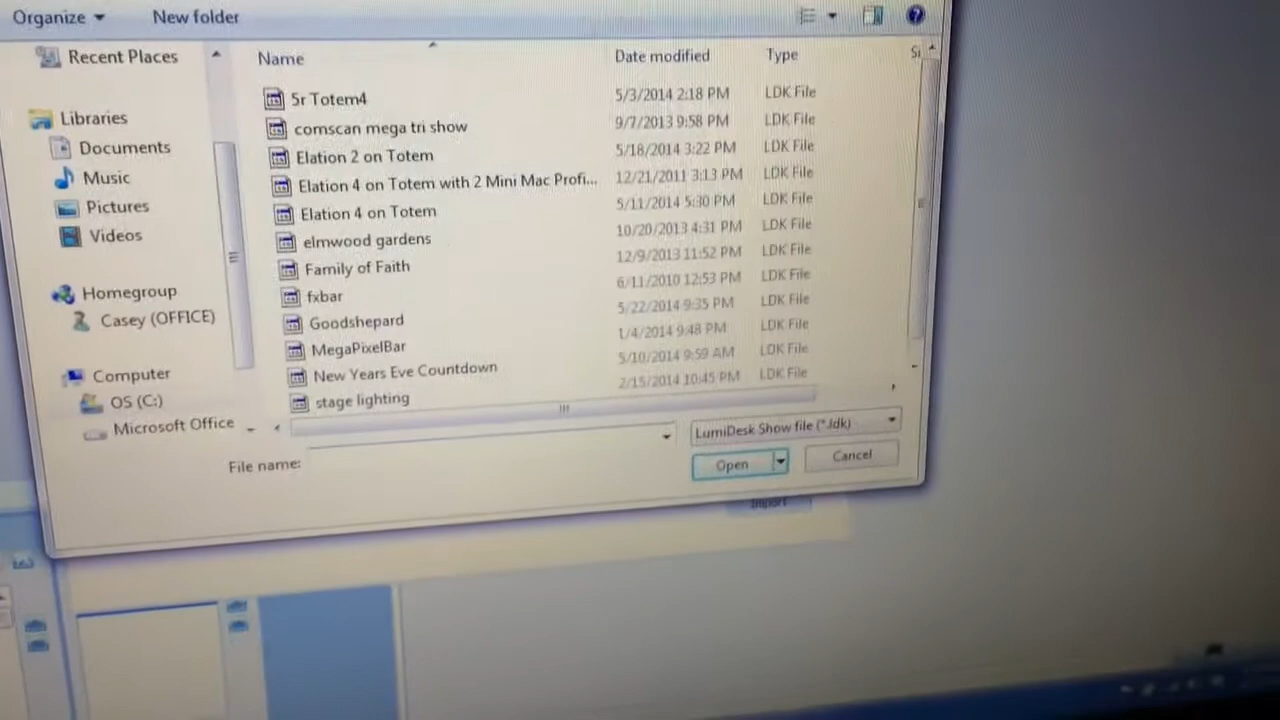 Organize New folder
Recent Places
Libraries
Documents
Music
Pictures
Videos
Homegroup
Casey (OFFICE)
Computer
OS (C:)
Microsoft Office
Name Date modified Type Si
5r Totem4 5/3/2014 2:18 PM LDK File
comscan mega tri show 9/7/2013 9:58 PM LDK File
Elation 2 on Totem 5/18/2014 3:22 PM LDK File
Elation 4 on Totem with 2 Mini Mac Profi... 12/21/2011 3:13 PM LDK File
Elation 4 on Totem 5/11/2014 5:30 PM LDK File
elmwood gardens 10/20/2013 4:31 PM LDK File
Family of Faith 12/9/2013 11:52 PM LDK File
fxbar 6/11/2010 12:53 PM LDK File
Goodshepard 5/22/2014 9:35 PM LDK File
MegaPixelBar 1/4/2014 9:48 PM LDK File
New Years Eve Countdown 5/10/2014 9:59 AM LDK File
stage lighting 2/15/2014 10:45 PM LDK File
File name: LumiDesk Show file (*.ldk)
Open Cancel
Import